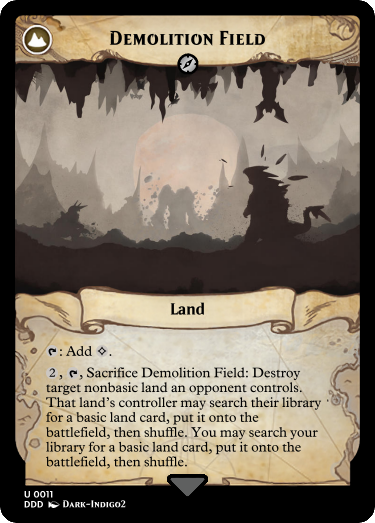 DEMOLITION FIELD
Land
: Add .
2, , Sacrifice Demolition Field: Destroy
target nonbasic land an opponent controls.
That land's controller may search their library
for a basic land card, put it onto the
battlefield, then shuffle. You may search your
library for a basic land card, put it onto the
battlefield, then shuffle.
U 0011
DDD DARK-INDIGO2